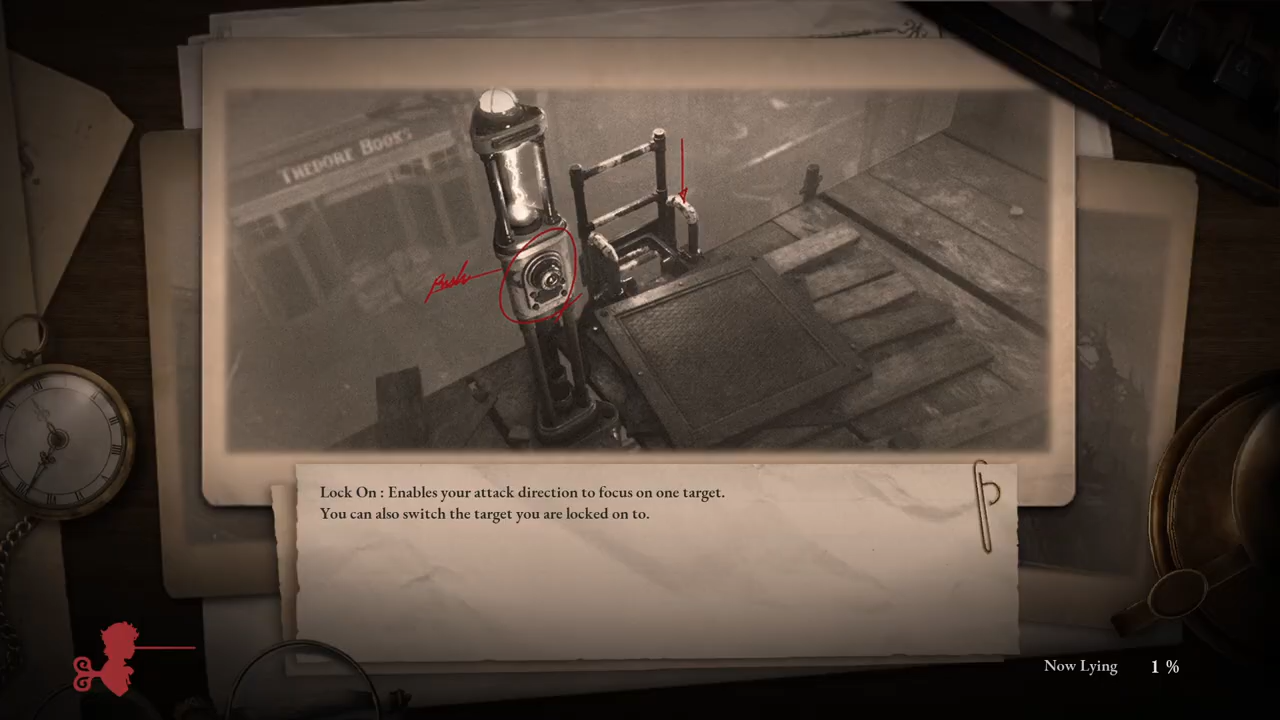 THEDORE BOOKS
Push
Lock On : Enables your attack direction to focus on one target.
You can also switch the target you are locked on to.
Now Lying 1 %